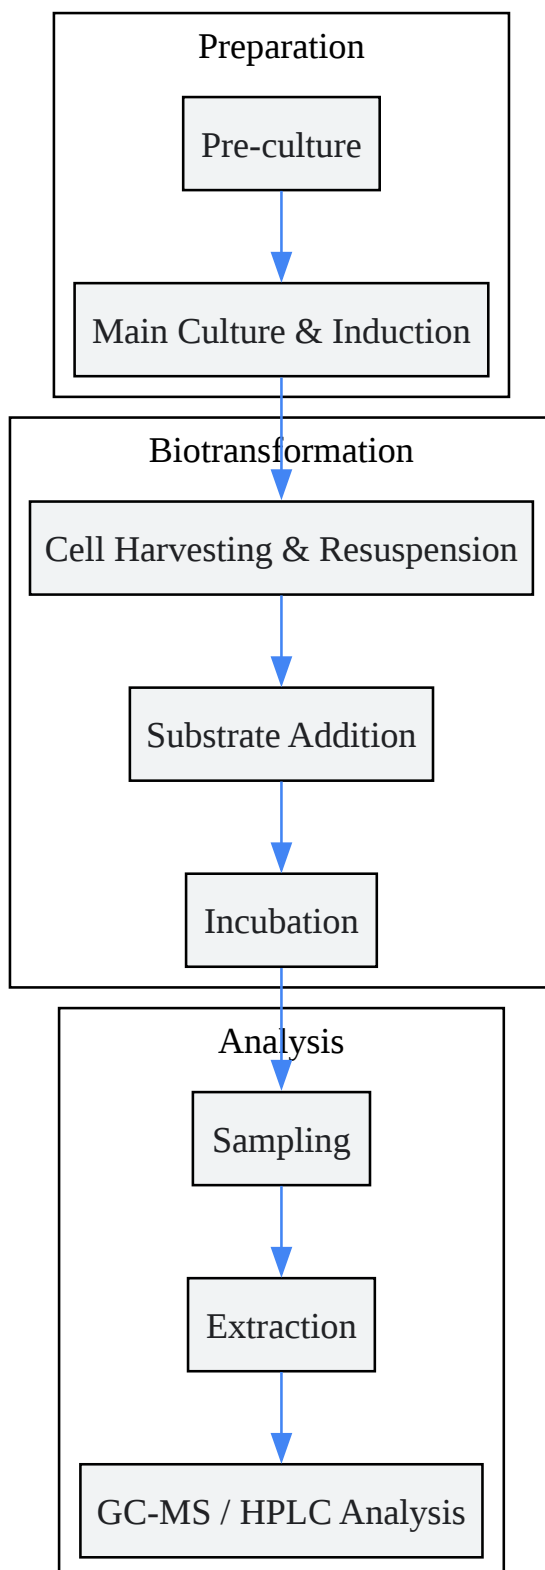 Preparation
Pre-culture
Main Culture & Induction
Biotransformation
Cell Harvesting & Resuspension
Substrate Addition
Incubation
Analysis
Sampling
Extraction
GC-MS / HPLC Analysis